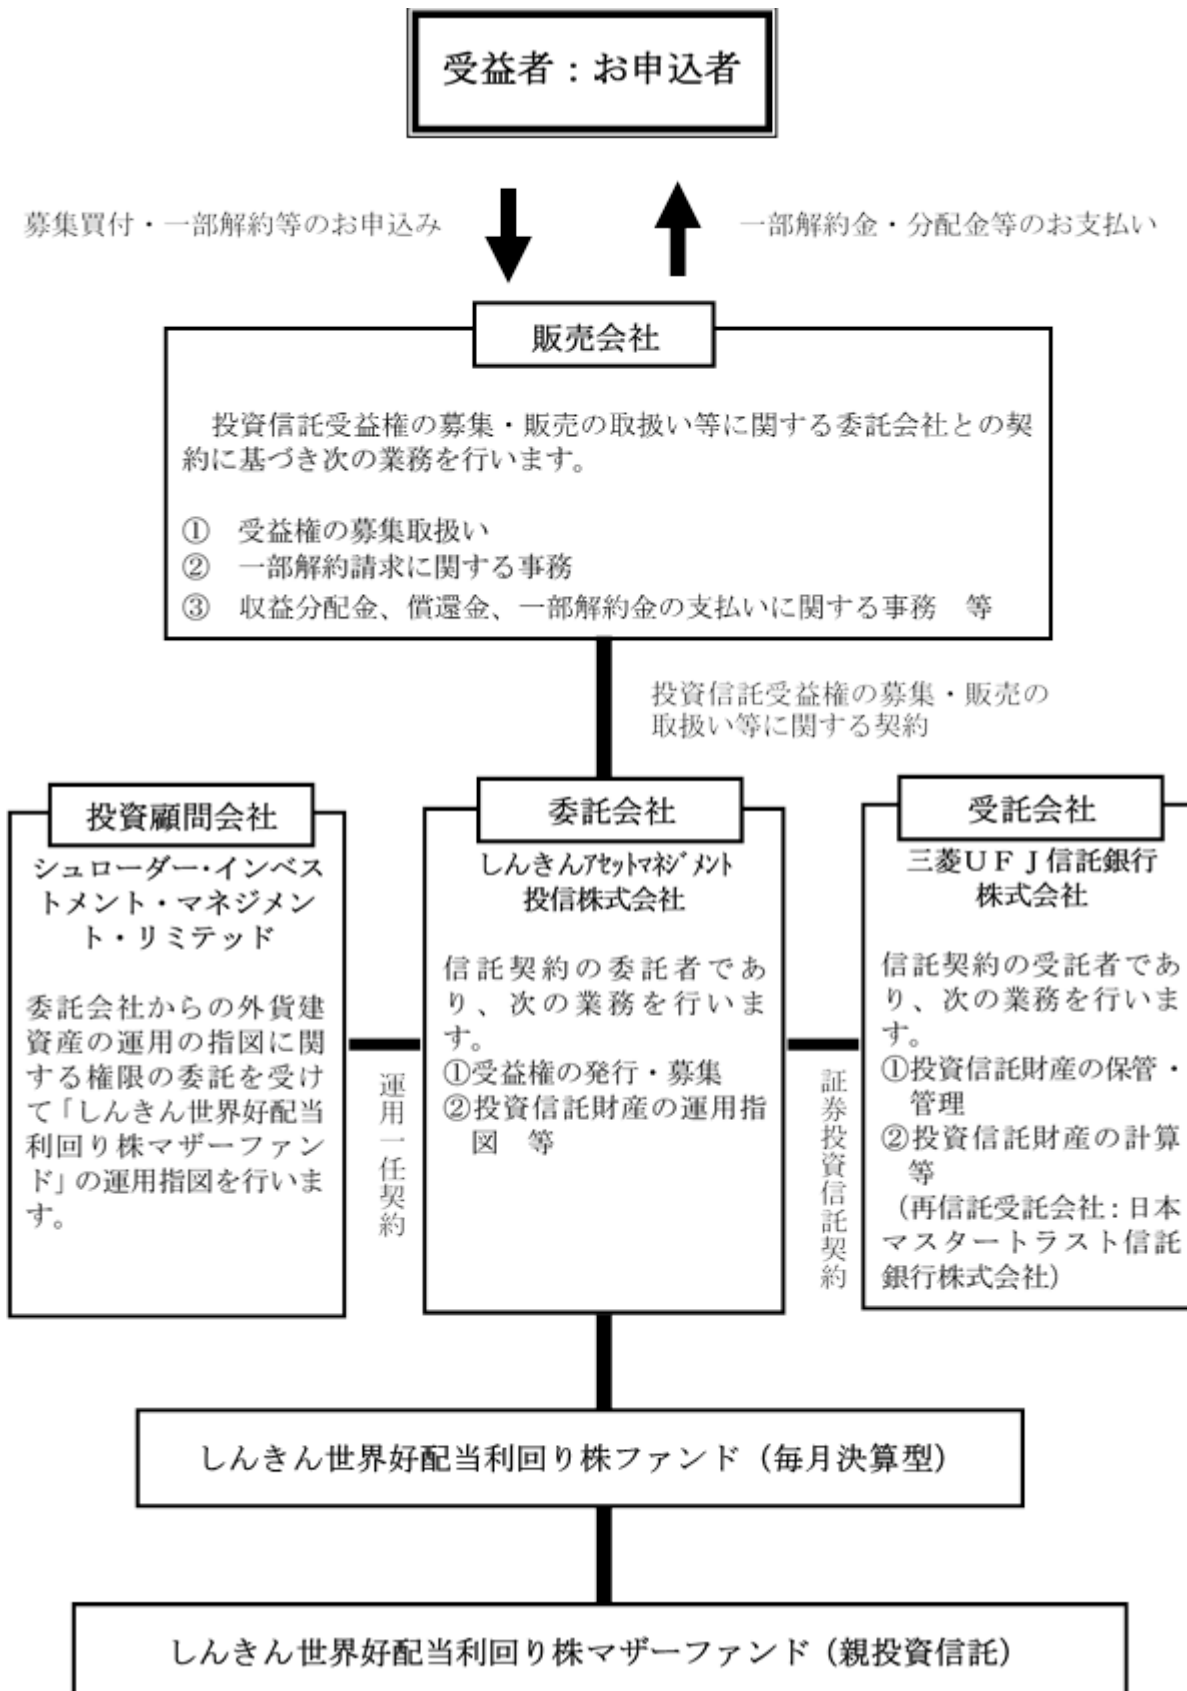 受益者：お申込者
募集買付・一部解約等のお申込み
一部解約金・分配金等のお支払い
販売会社
投資信託受益権の募集・販売の取扱い等に関する委託会社との契
約に基づき次の業務を行います。
① 受益権の募集取扱い
② 一部解約請求に関する事務
③ 収益分配金、償還金、一部解約金の支払いに関する事務 等
投資信託受益権の募集・販売の
取扱い等に関する契約
投資顧問会社
シュローダー・インベス
トメント・マネジメン
ト・リミテッド
委託会社からの外貨建
資産の運用の指図に関
する権限の委託を受け
て「しんきん世界好配当
利回り株マザーファン
ド」の運用指図を行いま
す。
運用一任契約
委託会社
しんきんｱｾｯﾄﾏﾈｼﾞﾒﾝﾄ
投信株式会社
信託契約の委託者であ
り、次の業務を行いま
す。
①受益権の発行・募集
②投資信託財産の運用指
図 等
証券投資信託契約
受託会社
三菱ＵＦＪ信託銀行
株式会社
信託契約の受託者であ
り、次の業務を行いま
す。
①投資信託財産の保管・
管理
②投資信託財産の計算
等
（再信託受託会社：日本
マスタートラスト信託
銀行株式会社）
しんきん世界好配当利回り株ファンド（毎月決算型）
しんきん世界好配当利回り株マザーファンド（親投資信託）